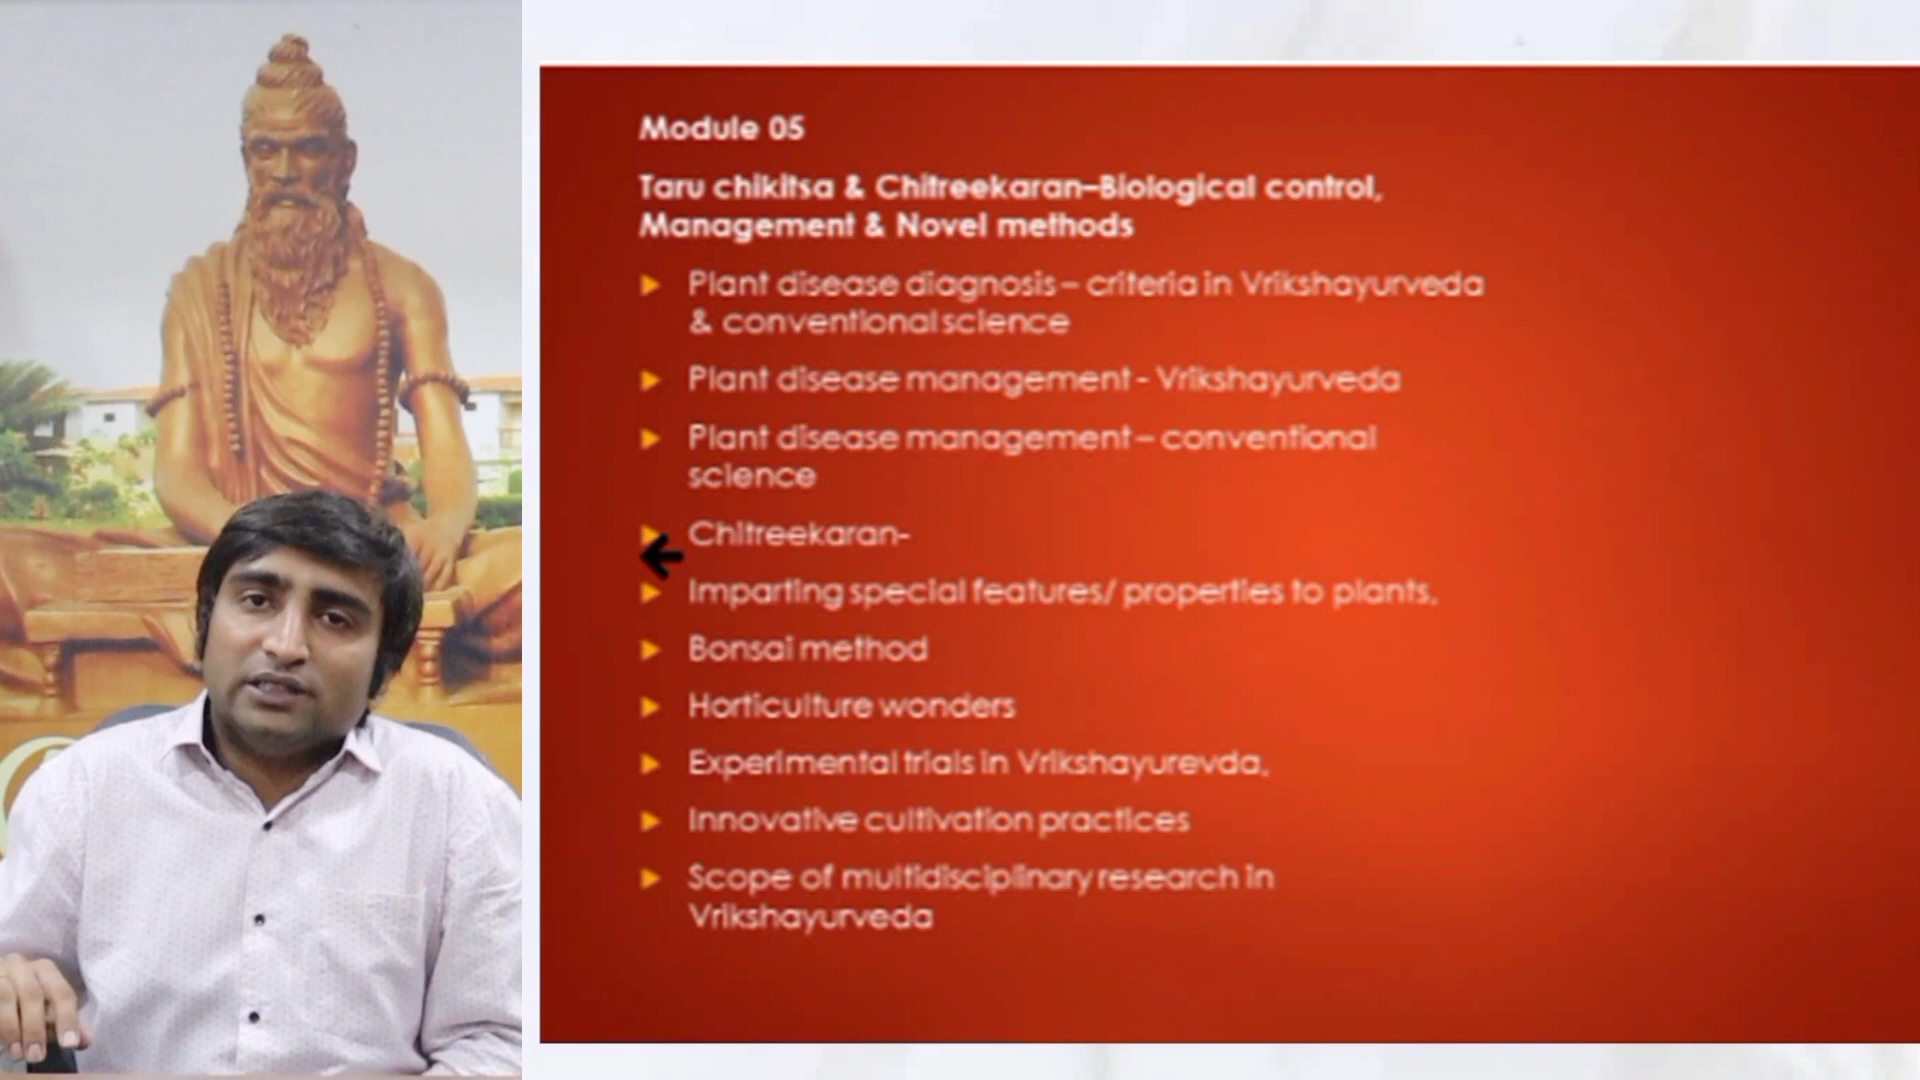 Module 05
Taru chikitsa & Chitreekaran–Biological control,
Management & Novel methods
Plant disease diagnosis – criteria in Vrikshayurveda
& conventional science
Plant disease management - Vrikshayurveda
Plant disease management – conventional
science
Chitreekaran-
Imparting special features/ properties to plants,
Bonsai method
Horticulture wonders
Experimental trials in Vrikshayurevda,
Innovative cultivation practices
Scope of multidisciplinary research in
Vrikshayurveda